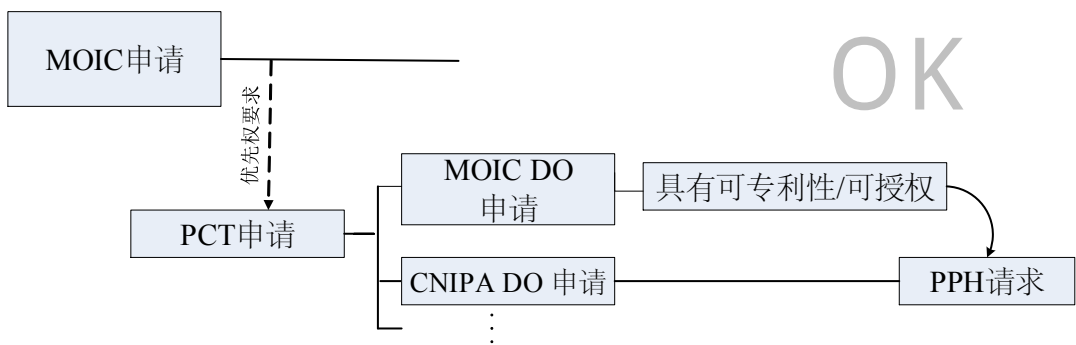 MOIC申请
OK
优先权要求
MOIC DO
申请
具有可专利性/可授权
PCT申请
CNIPA DO 申请
PPH请求